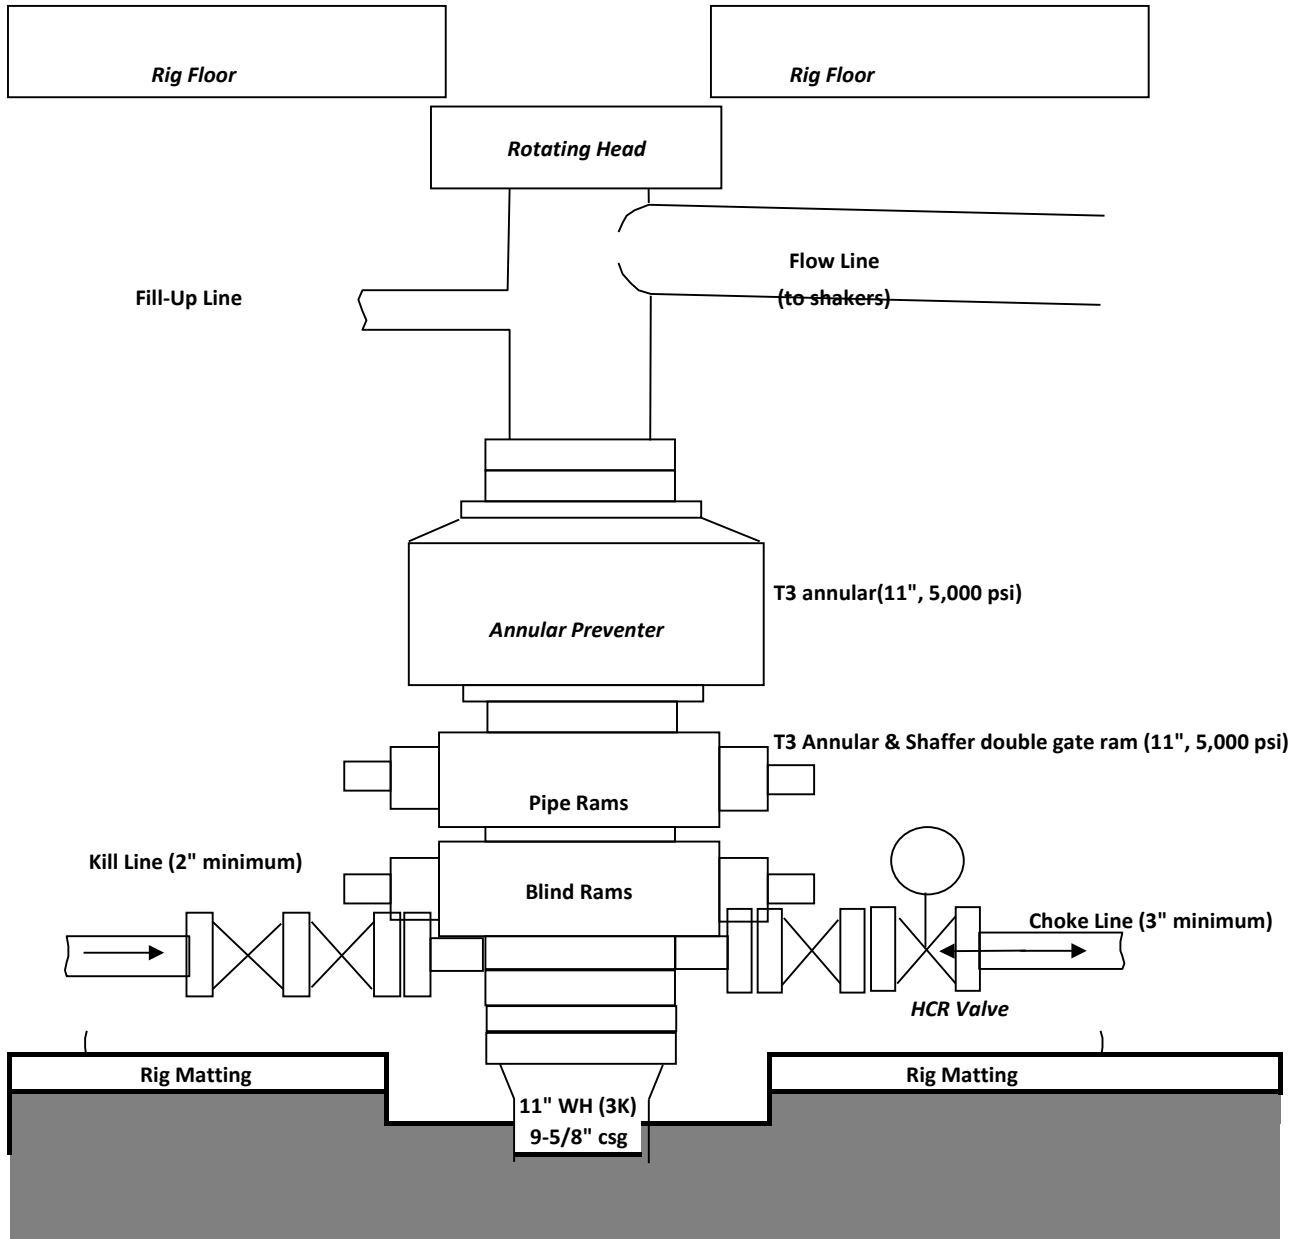 Rig Floor
Rig Floor
Rotating Head
Flow Line
(to shakers)
Fill-Up Line
T3 annular(11", 5,000 psi)
Annular Preventer
T3 Annular & Shaffer double gate ram (11", 5,000 psi)
Pipe Rams
Kill Line (2" minimum)
Blind Rams
Choke Line (3" minimum)
HCR Valve
Rig Matting
Rig Matting
11" WH (3K)
9-5/8" csg